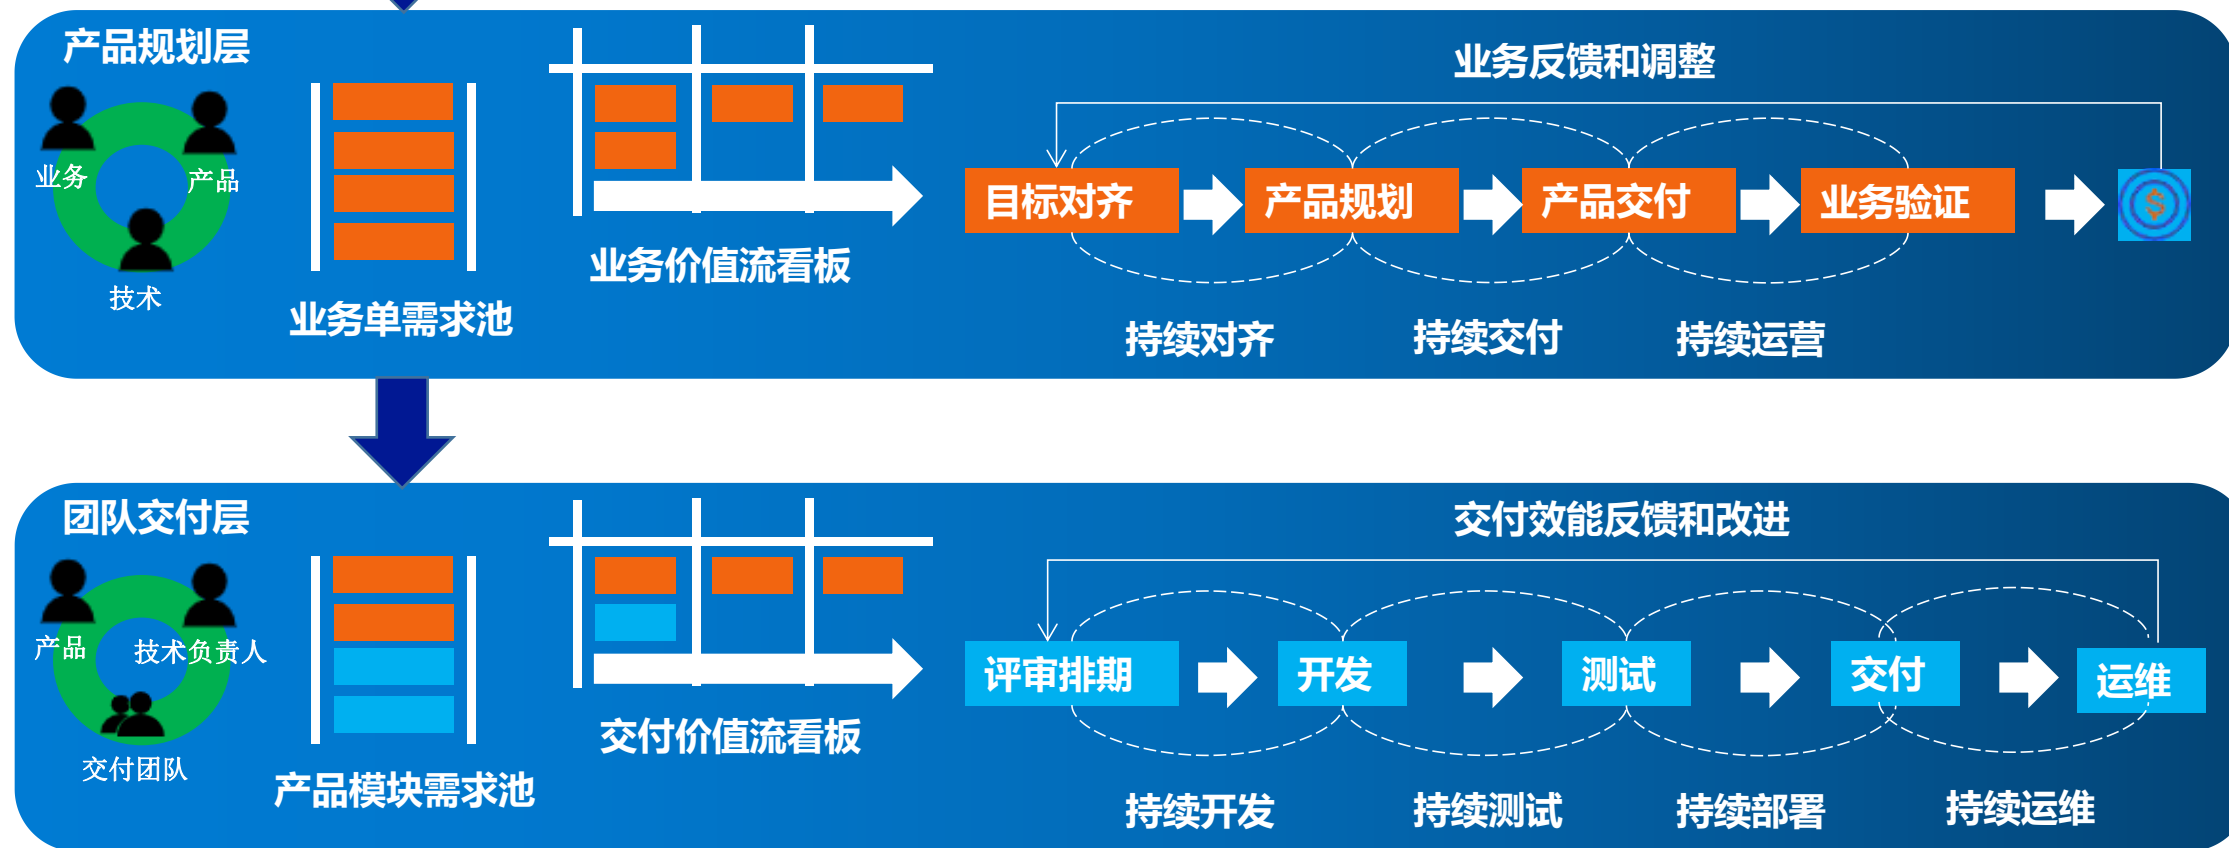 产品规划层
业务
产品
技术
业务单需求池
业务价值流看板
业务反馈和调整
目标对齐
产品规划
产品交付
业务验证
$
持续对齐
持续交付
持续运营
团队交付层
产品
技术负责人
交付团队
产品模块需求池
交付价值流看板
交付效能反馈和改进
评审排期
开发
测试
交付
运维
持续开发
持续测试
持续部署
持续运维